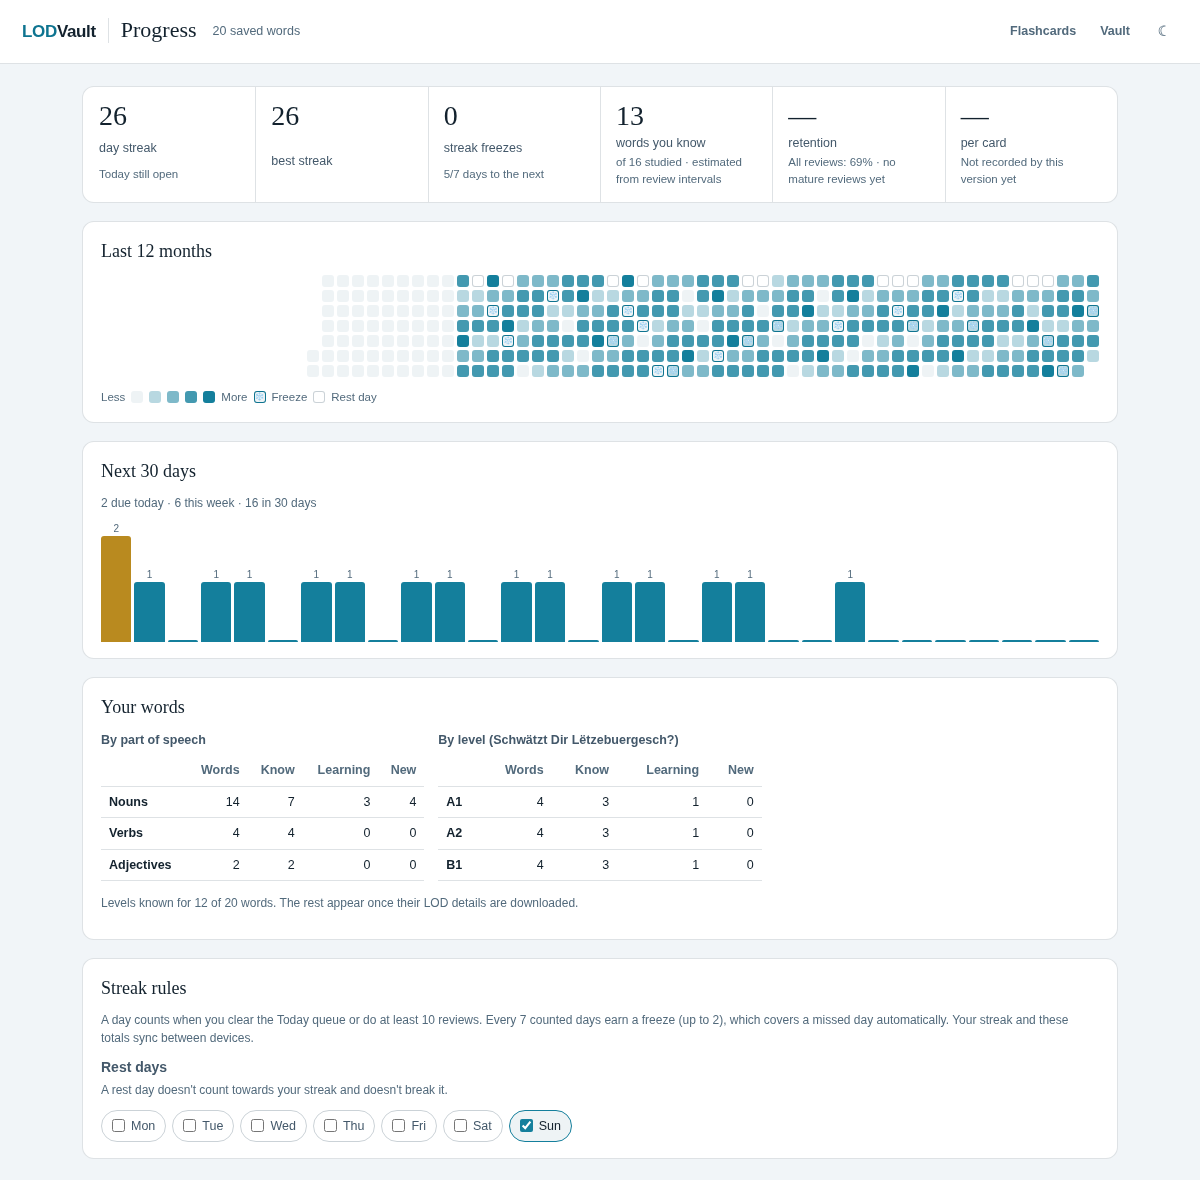 LODVault Progress 20 saved words Flashcards Vault ☾
26 26 0 13 — —
day streak best streak streak freezes words you know retention per card
Today still open 5/7 days to the next of 16 studied · estimated from review intervals All reviews: 69% · no mature reviews yet Not recorded by this version yet
Last 12 months
Less More Freeze Rest day
Next 30 days
2 due today · 6 this week · 16 in 30 days
2
1 1 1 1 1 1 1 1 1 1 1 1 1 1
Your words
By part of speech By level (Schwätzt Dir Lëtzebuergesch?)
Words Know Learning New Words Know Learning New
Nouns 14 7 3 4 A1 4 3 1 0
Verbs 4 4 0 0 A2 4 3 1 0
Adjectives 2 2 0 0 B1 4 3 1 0
Levels known for 12 of 20 words. The rest appear once their LOD details are downloaded.
Streak rules
A day counts when you clear the Today queue or do at least 10 reviews. Every 7 counted days earn a freeze (up to 2), which covers a missed day automatically. Your streak and these
totals sync between devices.
Rest days
A rest day doesn't count towards your streak and doesn't break it.
Mon Tue Wed Thu Fri Sat Sun